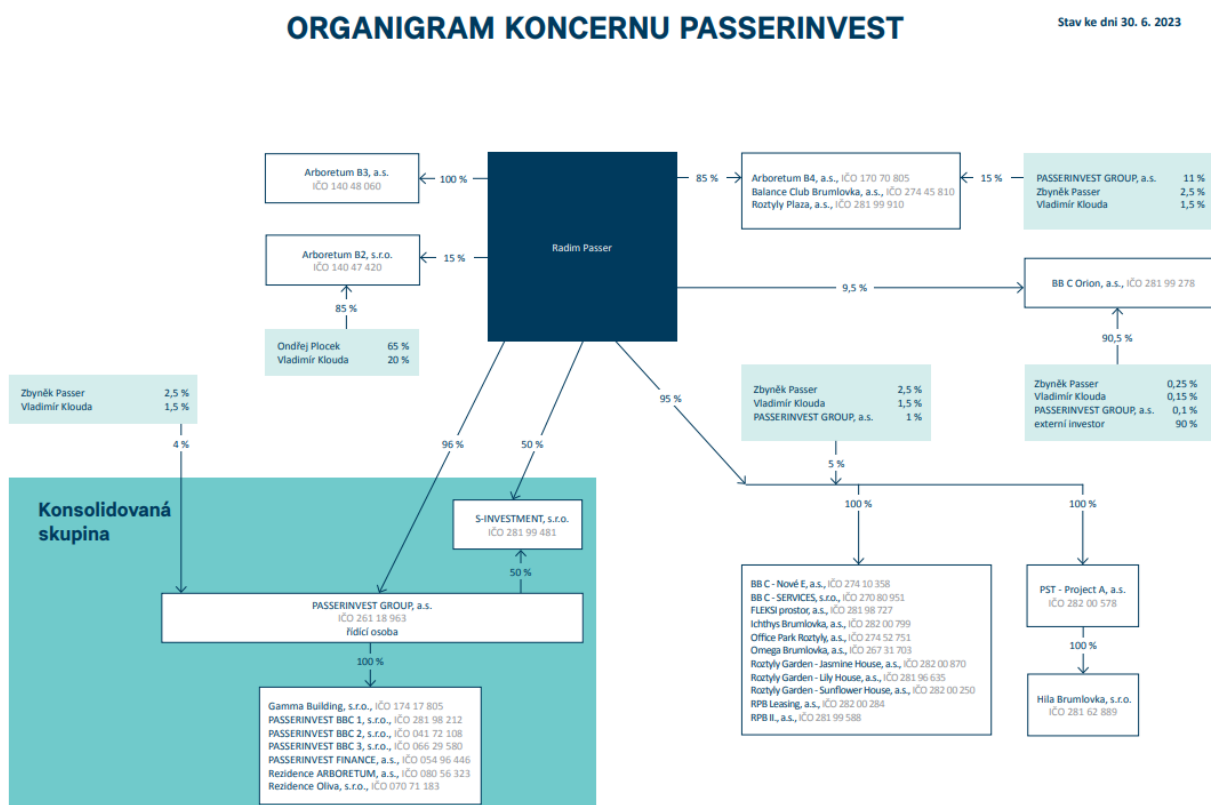 ORGANIGRAM KONCERNU PASSERINVEST
Stav ke dni 30. 6. 2023
Arboretum B3, a.s.
IČO 140 48 060
100 %
Radim Passer
85 %
Arboretum B4, a.s., IČO 170 70 805
Balance Club Brumlovka, a.s., IČO 274 45 810
Roztyly Plaza, a.s., IČO 281 99 910
15 %
PASSERINVEST GROUP, a.s. 11 %
Zbyněk Passer 2,5 %
Vladimír Klouda 1,5 %
Arboretum B2, s.r.o.
IČO 140 47 420
15 %
85 %
Ondřej Plocek 65 %
Vladimír Klouda 20 %
9,5 %
BB C Orion, a.s., IČO 281 99 278
90,5 %
Zbyněk Passer 0,25 %
Vladimír Klouda 0,15 %
PASSERINVEST GROUP, a.s. 0,1 %
externí investor 90 %
Zbyněk Passer 2,5 %
Vladimír Klouda 1,5 %
4 %
96 %
50 %
95 %
Zbyněk Passer 2,5 %
Vladimír Klouda 1,5 %
PASSERINVEST GROUP, a.s. 1 %
5 %
100 %
100 %
Konsolidovaná
skupina
S-INVESTMENT, s.r.o.
IČO 281 99 481
50 %
PASSERINVEST GROUP, a.s.
IČO 261 18 963
řídící osoba
100 %
Gamma Building, s.r.o., IČO 174 17 805
PASSERINVEST BBC 1, s.r.o., IČO 281 98 212
PASSERINVEST BBC 2, s.r.o., IČO 041 72 108
PASSERINVEST BBC 3, s.r.o., IČO 066 29 580
PASSERINVEST FINANCE, a.s., IČO 054 96 446
Rezidence ARBORETUM, a.s., IČO 080 56 323
Rezidence Oliva, s.r.o., IČO 070 71 183
BB C - Nové E, a.s., IČO 274 10 358
BB C - SERVICES, s.r.o., IČO 270 80 951
FLEKSI prostor, a.s., IČO 281 98 727
Ichthys Brumlovka, a.s., IČO 282 00 799
Office Park Roztyly, a.s., IČO 274 52 751
Omega Brumlovka, a.s., IČO 267 31 703
Roztyly Garden - Jasmine House, a.s., IČO 282 00 870
Roztyly Garden - Lily House, a.s., IČO 281 96 635
Roztyly Garden - Sunflower House, a.s., IČO 282 00 250
RPB Leasing, a.s., IČO 282 00 284
RPB II., a.s., IČO 281 99 588
PST - Project A, a.s.
IČO 282 00 578
100 %
Hila Brumlovka, s.r.o.
IČO 281 62 889